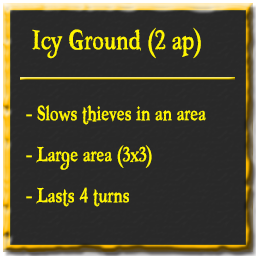 Icy Ground (2 ap)
- Slows thieves in an area
- Large area (3x3)
- Lasts 4 turns